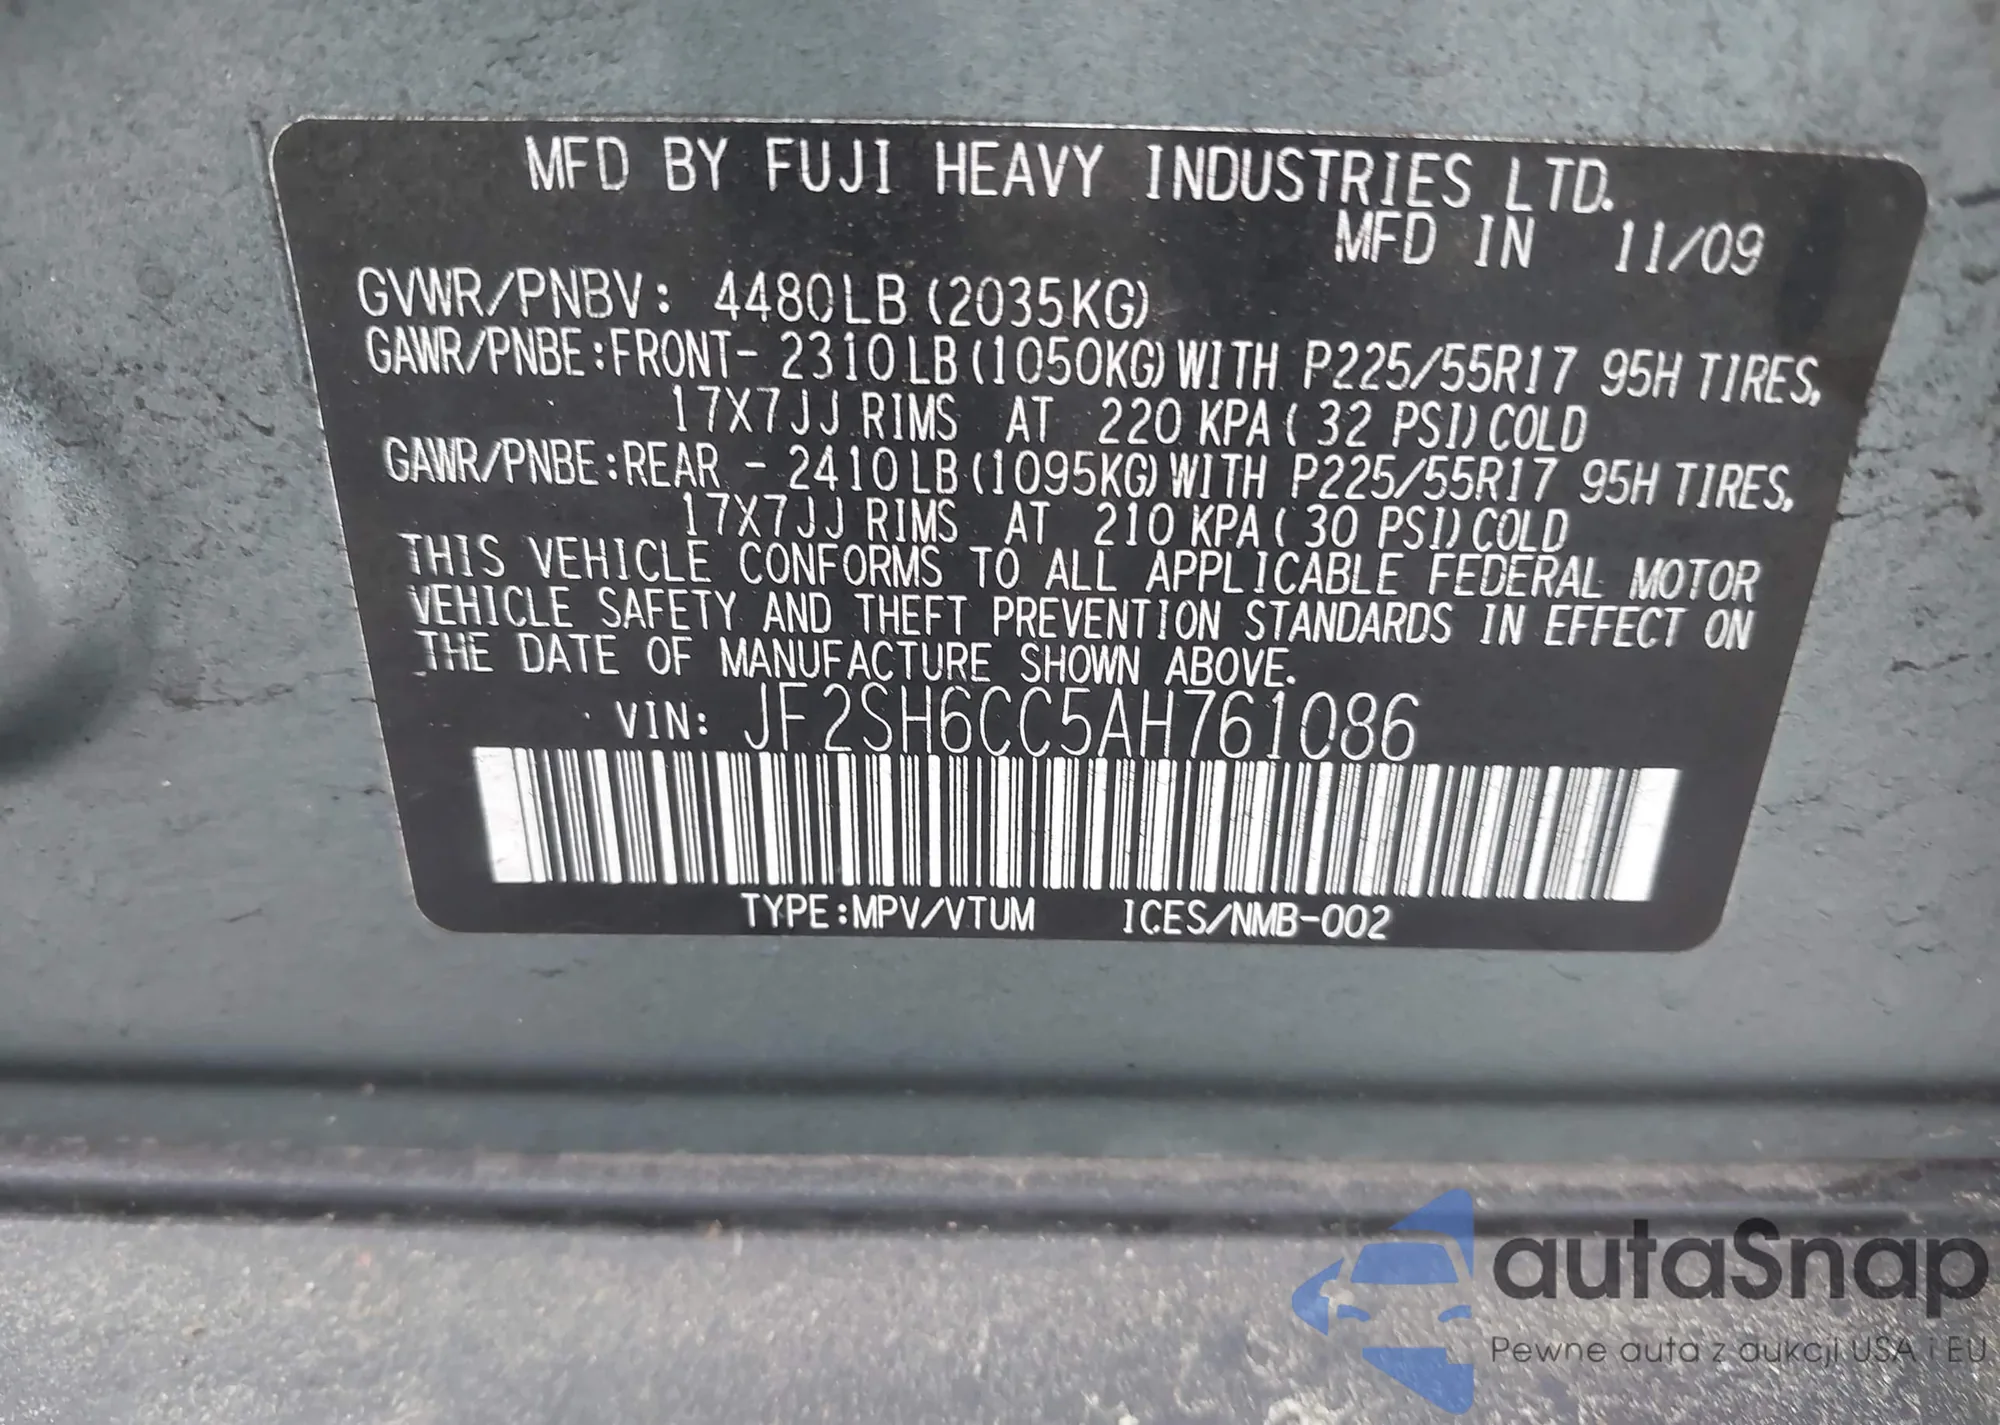 MFD BY FUJI HEAVY INDUSTRIES LTD.
MFD IN 11/09
GVWR/PNBV: 4480LB (2035KG)
GAWR/PNBE:FRONT- 2310LB (1050KG) WITH P225/55R17 95H TIRES,
17X7JJ RIMS AT 220 KPA ( 32 PSI) COLD
GAWR/PNBE:REAR - 2410LB (1095KG) WITH P225/55R17 95H TIRES,
17X7JJ RIMS AT 210 KPA ( 30 PSI) COLD
THIS VEHICLE CONFORMS TO ALL APPLICABLE FEDERAL MOTOR
VEHICLE SAFETY AND THEFT PREVENTION STANDARDS IN EFFECT ON
THE DATE OF MANUFACTURE SHOWN ABOVE.
VIN: JF2SH6CC5AH761086
TYPE:MPV/VTUM ICES/NMB-002
autaSnap
Pewne auta z aukcji USA i EU